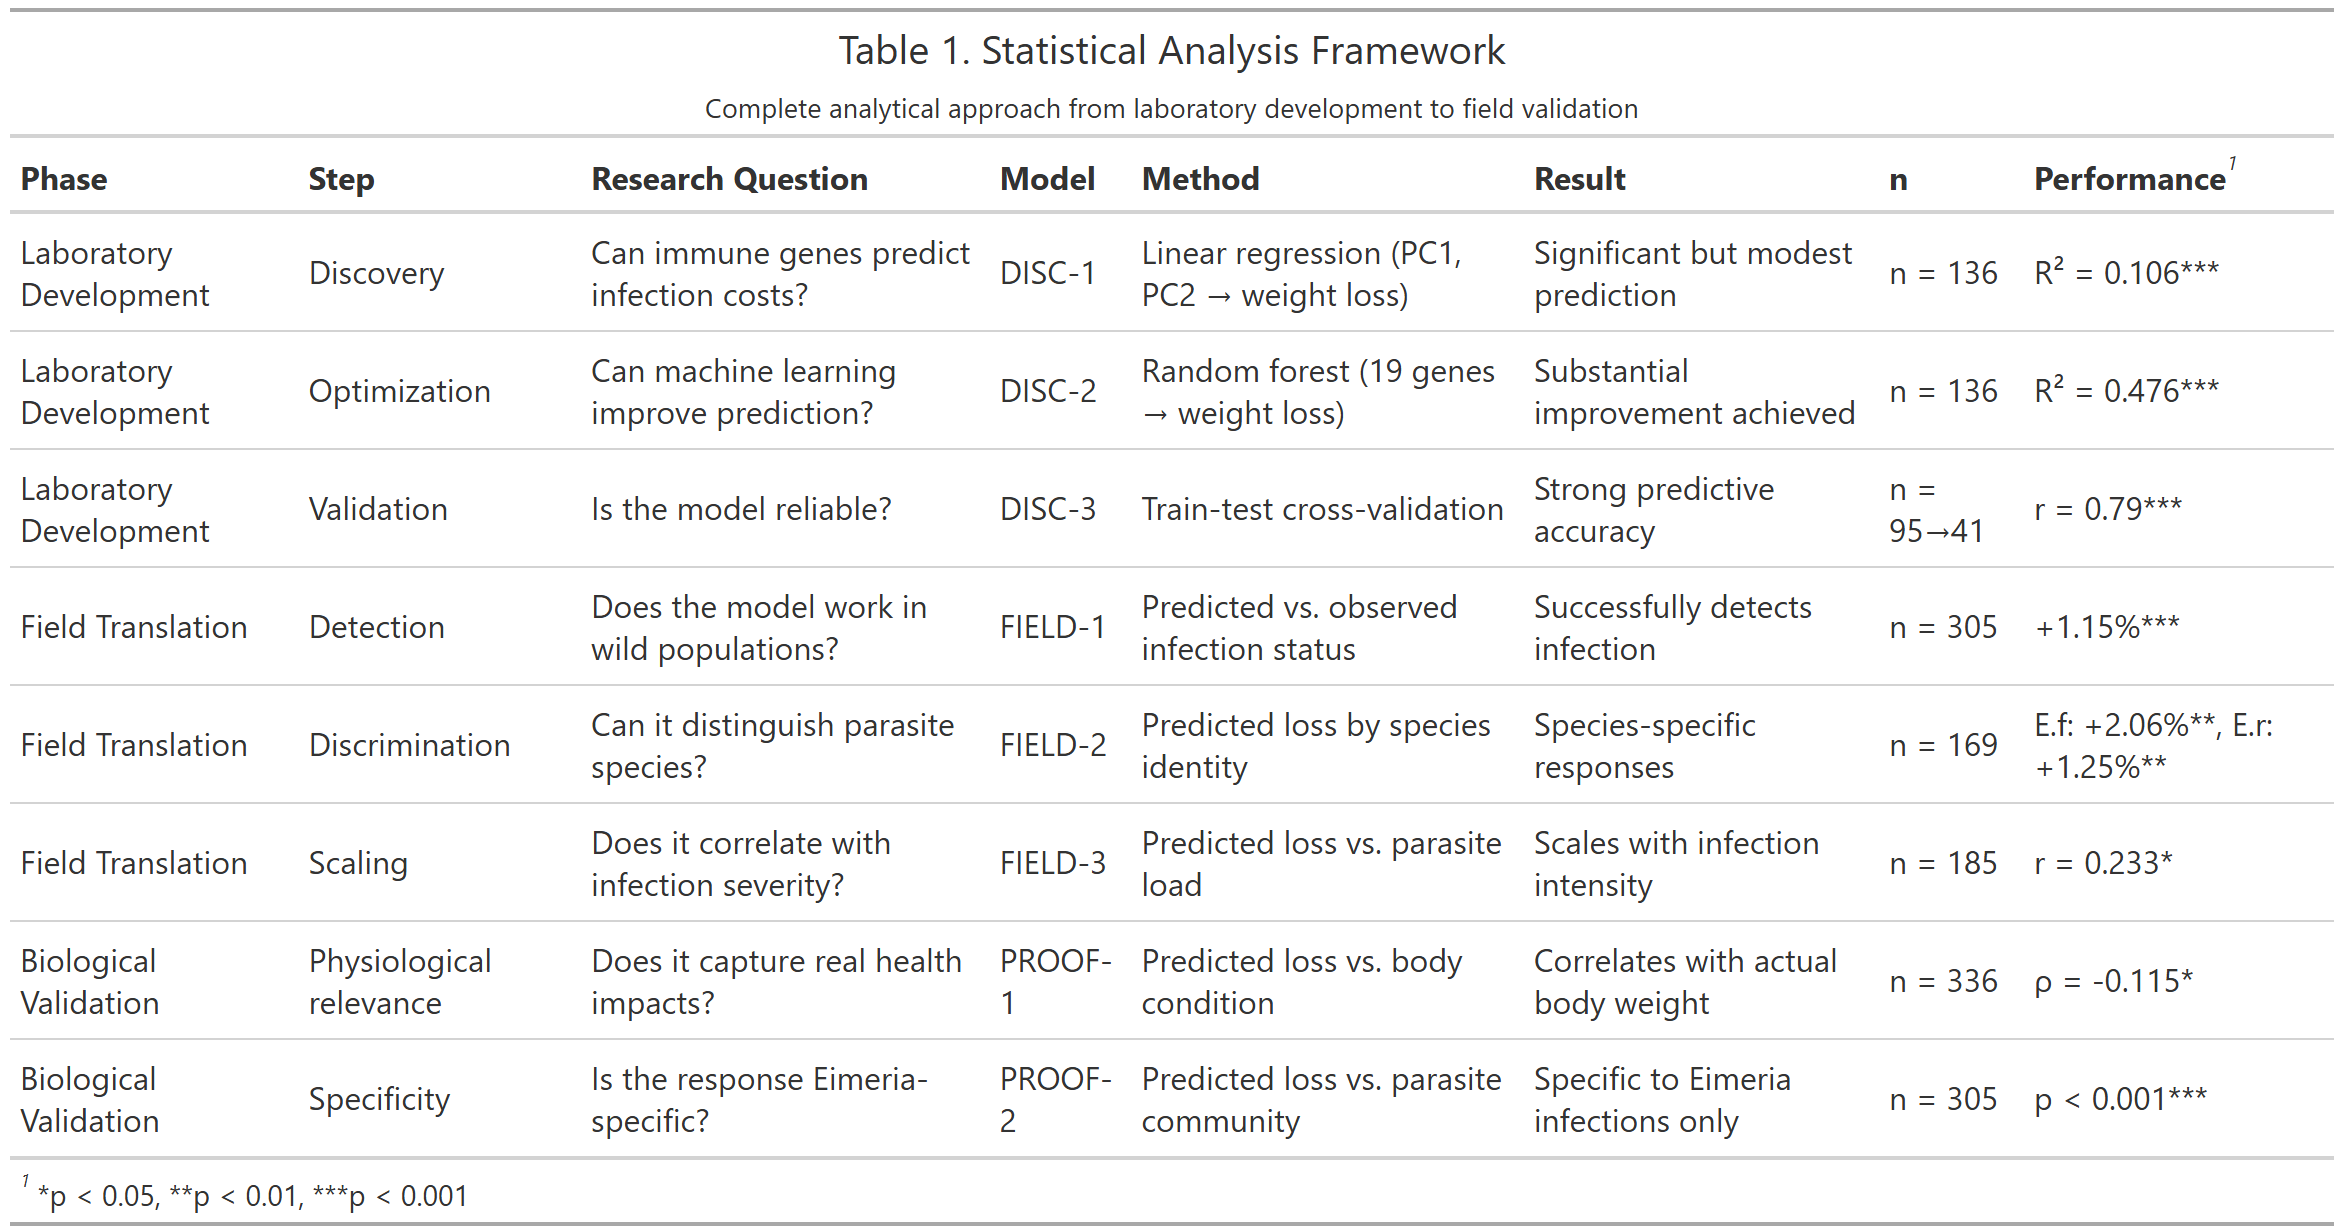 Table 1. Statistical Analysis Framework
Complete analytical approach from laboratory development to field validation
Phase Step Research Question Model Method Result n Performance¹
Laboratory Development Discovery Can immune genes predict infection costs? DISC-1 Linear regression (PC1, PC2 → weight loss) Significant but modest prediction n = 136 R² = 0.106***
Laboratory Development Optimization Can machine learning improve prediction? DISC-2 Random forest (19 genes → weight loss) Substantial improvement achieved n = 136 R² = 0.476***
Laboratory Development Validation Is the model reliable? DISC-3 Train-test cross-validation Strong predictive accuracy n = 95→41 r = 0.79***
Field Translation Detection Does the model work in wild populations? FIELD-1 Predicted vs. observed infection status Successfully detects infection n = 305 +1.15%***
Field Translation Discrimination Can it distinguish parasite species? FIELD-2 Predicted loss by species identity Species-specific responses n = 169 E.f: +2.06%**, E.r: +1.25%**
Field Translation Scaling Does it correlate with infection severity? FIELD-3 Predicted loss vs. parasite load Scales with infection intensity n = 185 r = 0.233*
Biological Validation Physiological relevance Does it capture real health impacts? PROOF-1 Predicted loss vs. body condition Correlates with actual body weight n = 336 ρ = -0.115*
Biological Validation Specificity Is the response Eimeria-specific? PROOF-2 Predicted loss vs. parasite community Specific to Eimeria infections only n = 305 p < 0.001***
¹ *p < 0.05, **p < 0.01, ***p < 0.001